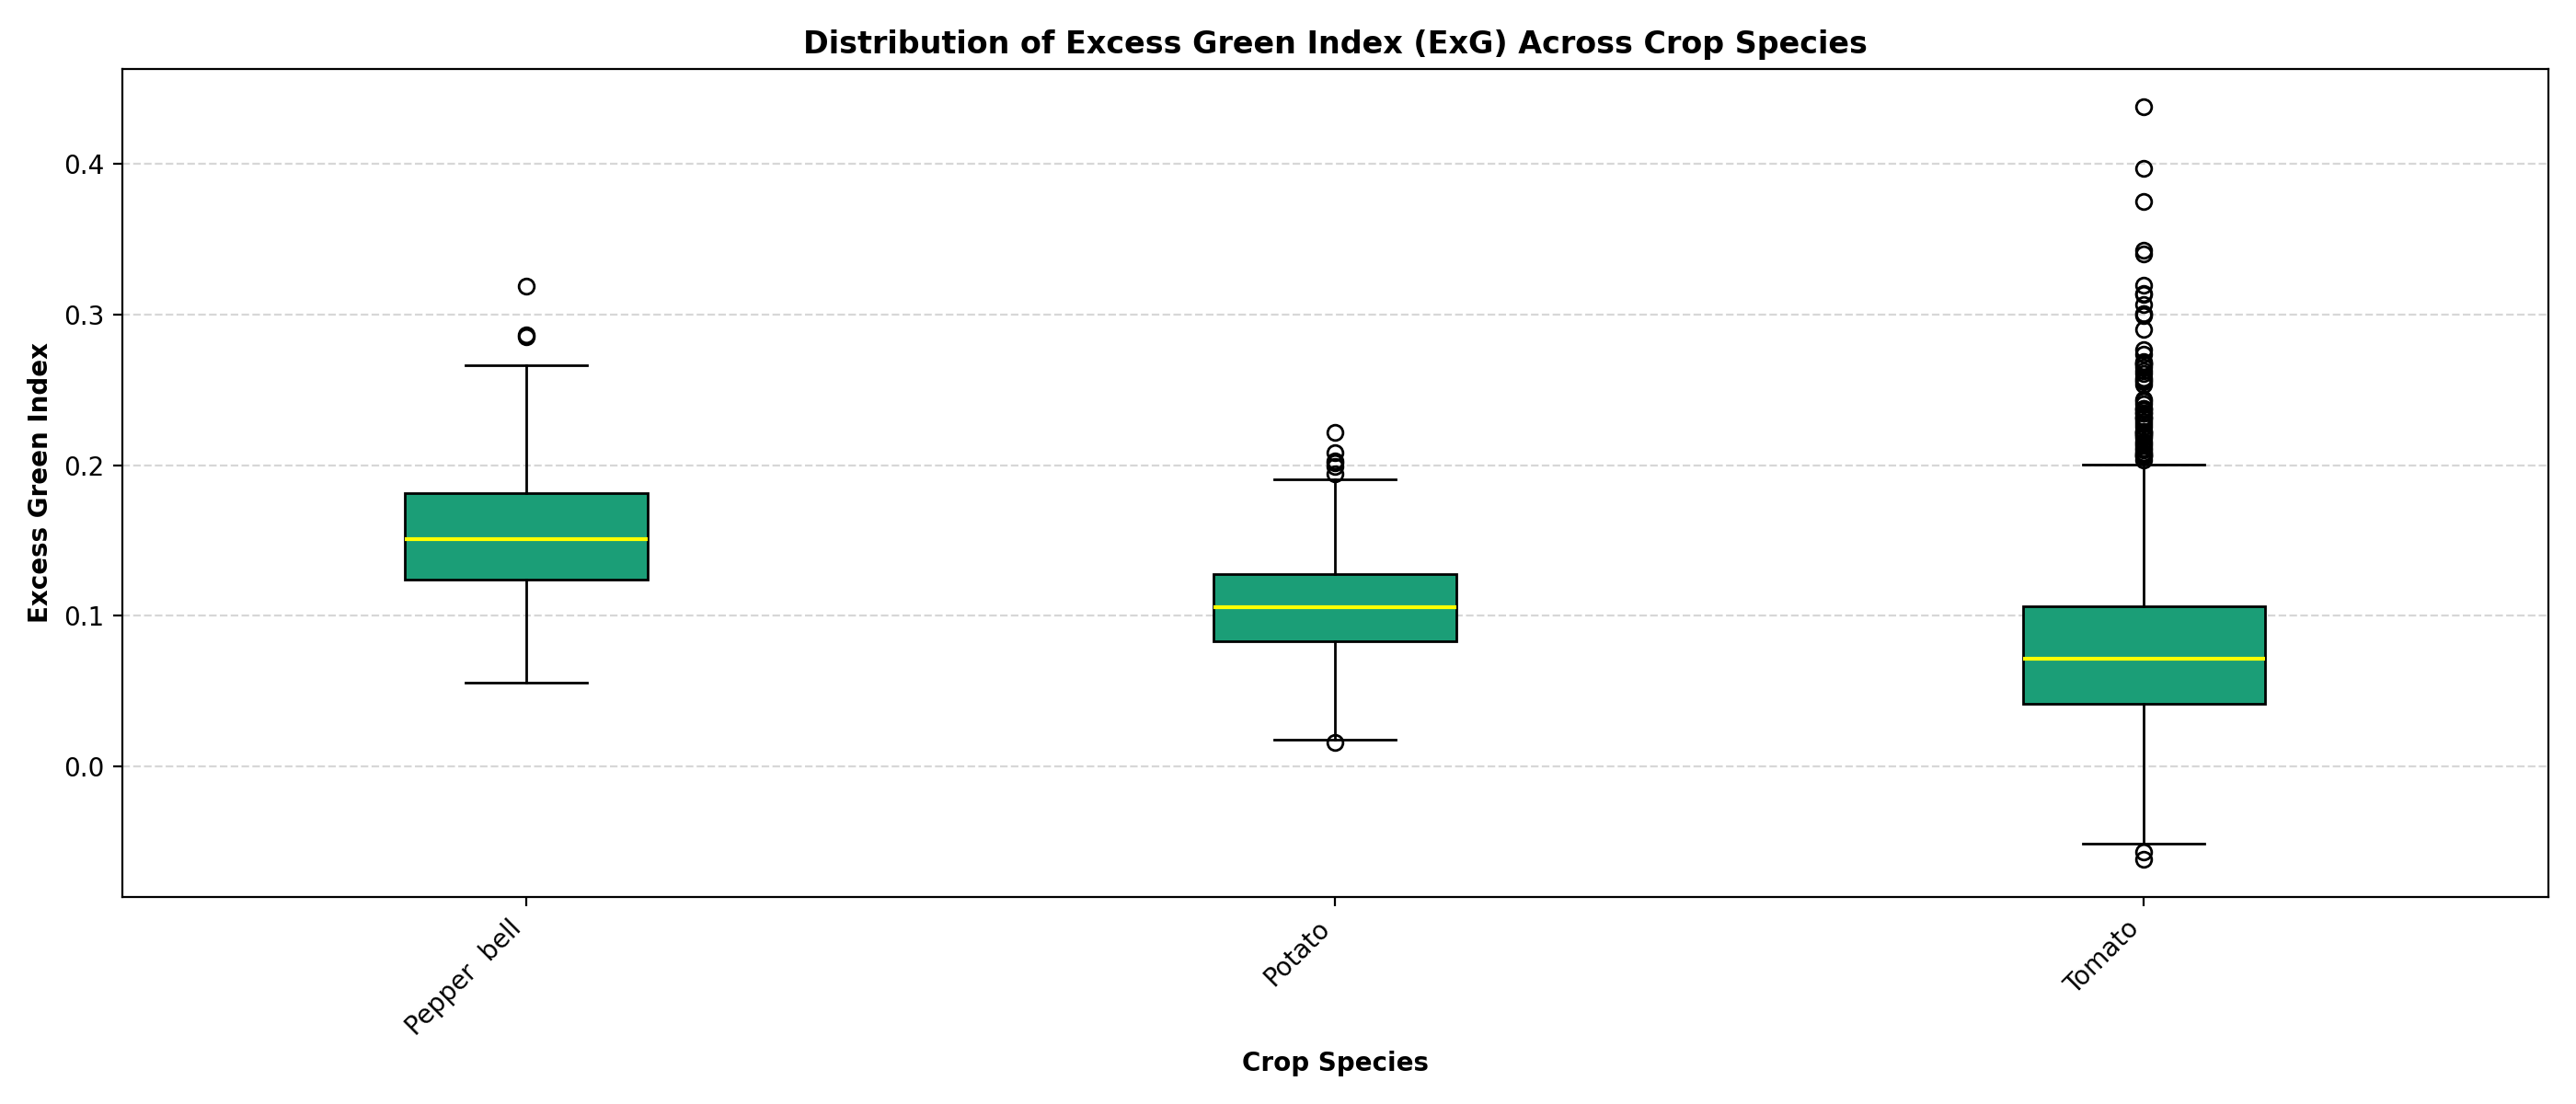 Distribution of Excess Green Index (ExG) Across Crop Species
Excess Green Index
0.4
0.3
0.2
0.1
0.0
Pepper  bell
Potato
Tomato
Crop Species